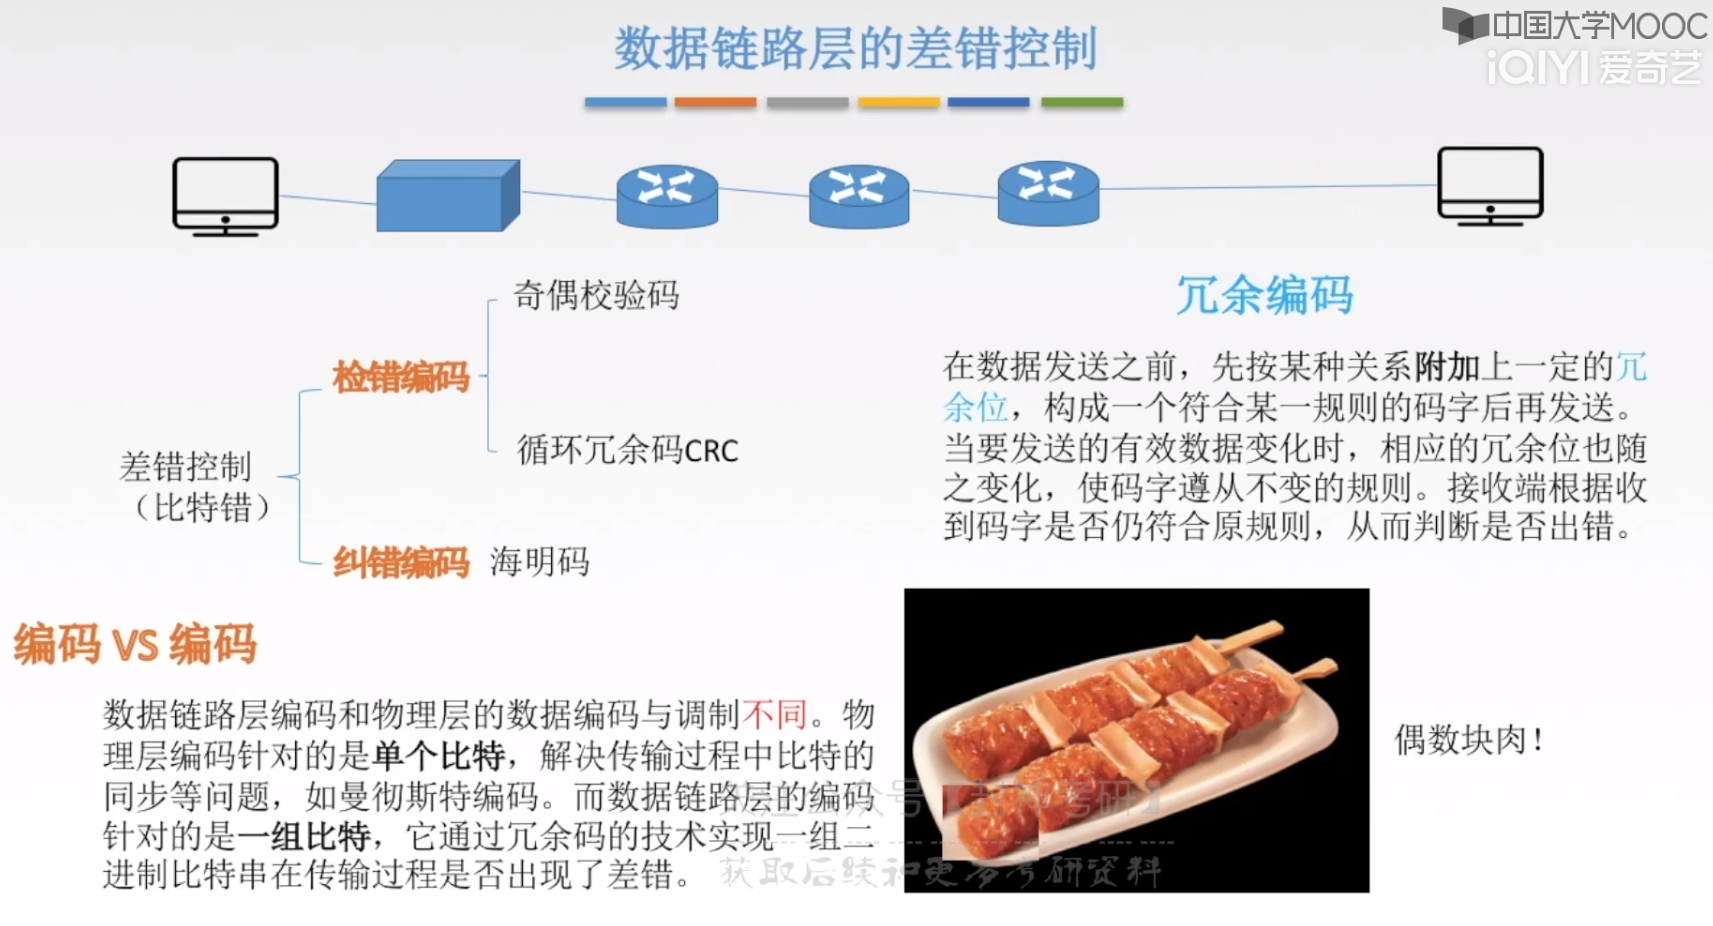 中国大学MOOC
iQIYI 爱奇艺
数据链路层的差错控制
奇偶校验码
检错编码
循环冗余码CRC
差错控制
（比特错）
纠错编码 海明码
冗余编码
在数据发送之前，先按某种关系附加上一定的冗
余位，构成一个符合某一规则的码字后再发送。
当要发送的有效数据变化时，相应的冗余位也随
之变化，使码字遵从不变的规则。接收端根据收
到码字是否仍符合原规则，从而判断是否出错。
编码 VS 编码
数据链路层编码和物理层的数据编码与调制不同。物
理层编码针对的是单个比特，解决传输过程中比特的
同步等问题，如曼彻斯特编码。而数据链路层的编码
针对的是一组比特，它通过冗余码的技术实现一组二
进制比特串在传输过程是否出现了差错。
偶数块肉！
获取后续和更多考研资料